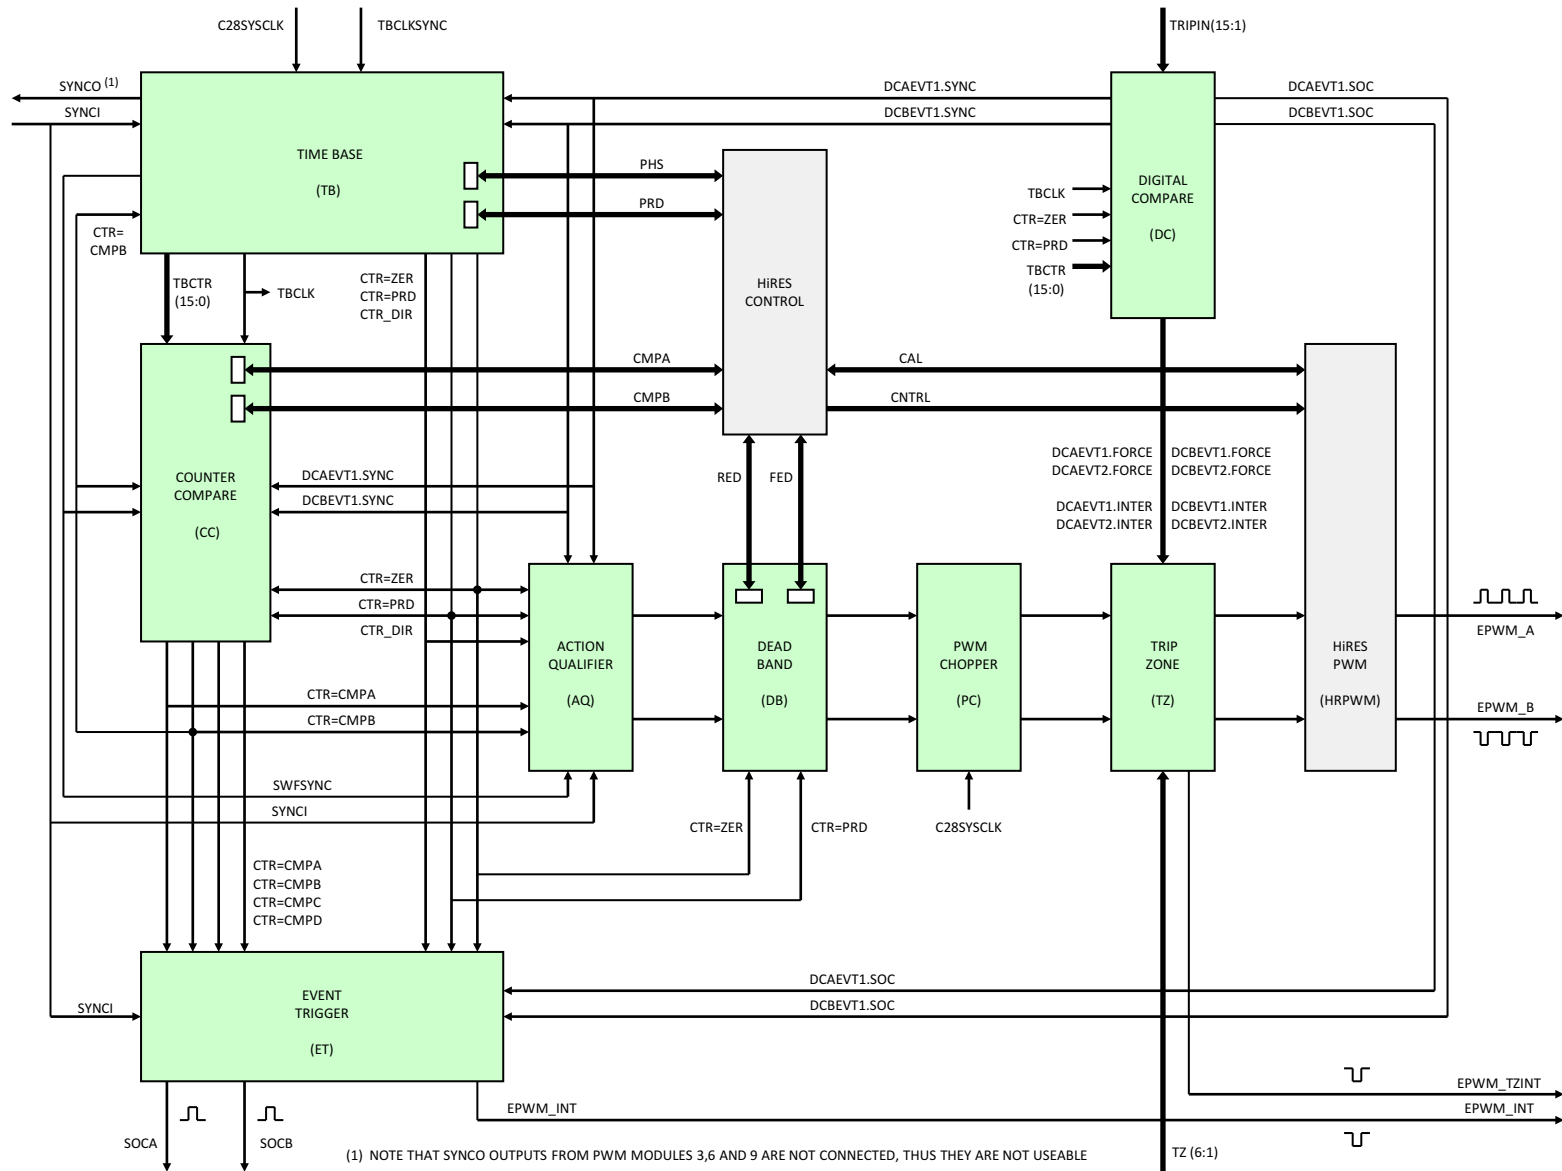 C28SYSCLK
TBCLKSYNC
TRIPIN(15:1)
SYNCO (1)
DCAEVT1.SYNC
DCAEVT1.SOC
SYNCI
DCBEVT1.SYNC
DCBEVT1.SOC
TIME BASE
(TB)
PHS
PRD
DIGITAL
COMPARE
(DC)
TBCLK
CTR=ZER
CTR=PRD
TBCTR
(15:0)
CTR=
CMPB
TBCTR
(15:0)
TBCLK
CTR=ZER
CTR=PRD
CTR_DIR
HiRES
CONTROL
CMPA
CAL
CMPB
CNTRL
COUNTER
COMPARE
(CC)
DCAEVT1.SYNC
DCBEVT1.SYNC
RED
FED
DCAEVT1.FORCE
DCAEVT2.FORCE
DCBEVT1.FORCE
DCBEVT2.FORCE
DCAEVT1.INTER
DCAEVT2.INTER
DCBEVT1.INTER
DCBEVT2.INTER
CTR=ZER
CTR=PRD
CTR_DIR
ACTION
QUALIFIER
(AQ)
DEAD
BAND
(DB)
PWM
CHOPPER
(PC)
TRIP
ZONE
(TZ)
HiRES
PWM
(HRPWM)
EPWM_A
EPWM_B
CTR=CMPA
CTR=CMPB
SWFSYNC
SYNCI
CTR=ZER
CTR=PRD
C28SYSCLK
CTR=CMPA
CTR=CMPB
CTR=CMPC
CTR=CMPD
DCAEVT1.SOC
DCBEVT1.SOC
SYNCI
EVENT
TRIGGER
(ET)
EPWM_TZINT
EPWM_INT
EPWM_INT
SOCA
SOCB
(1) NOTE THAT SYNCO OUTPUTS FROM PWM MODULES 3,6 AND 9 ARE NOT CONNECTED, THUS THEY ARE NOT USEABLE
TZ (6:1)